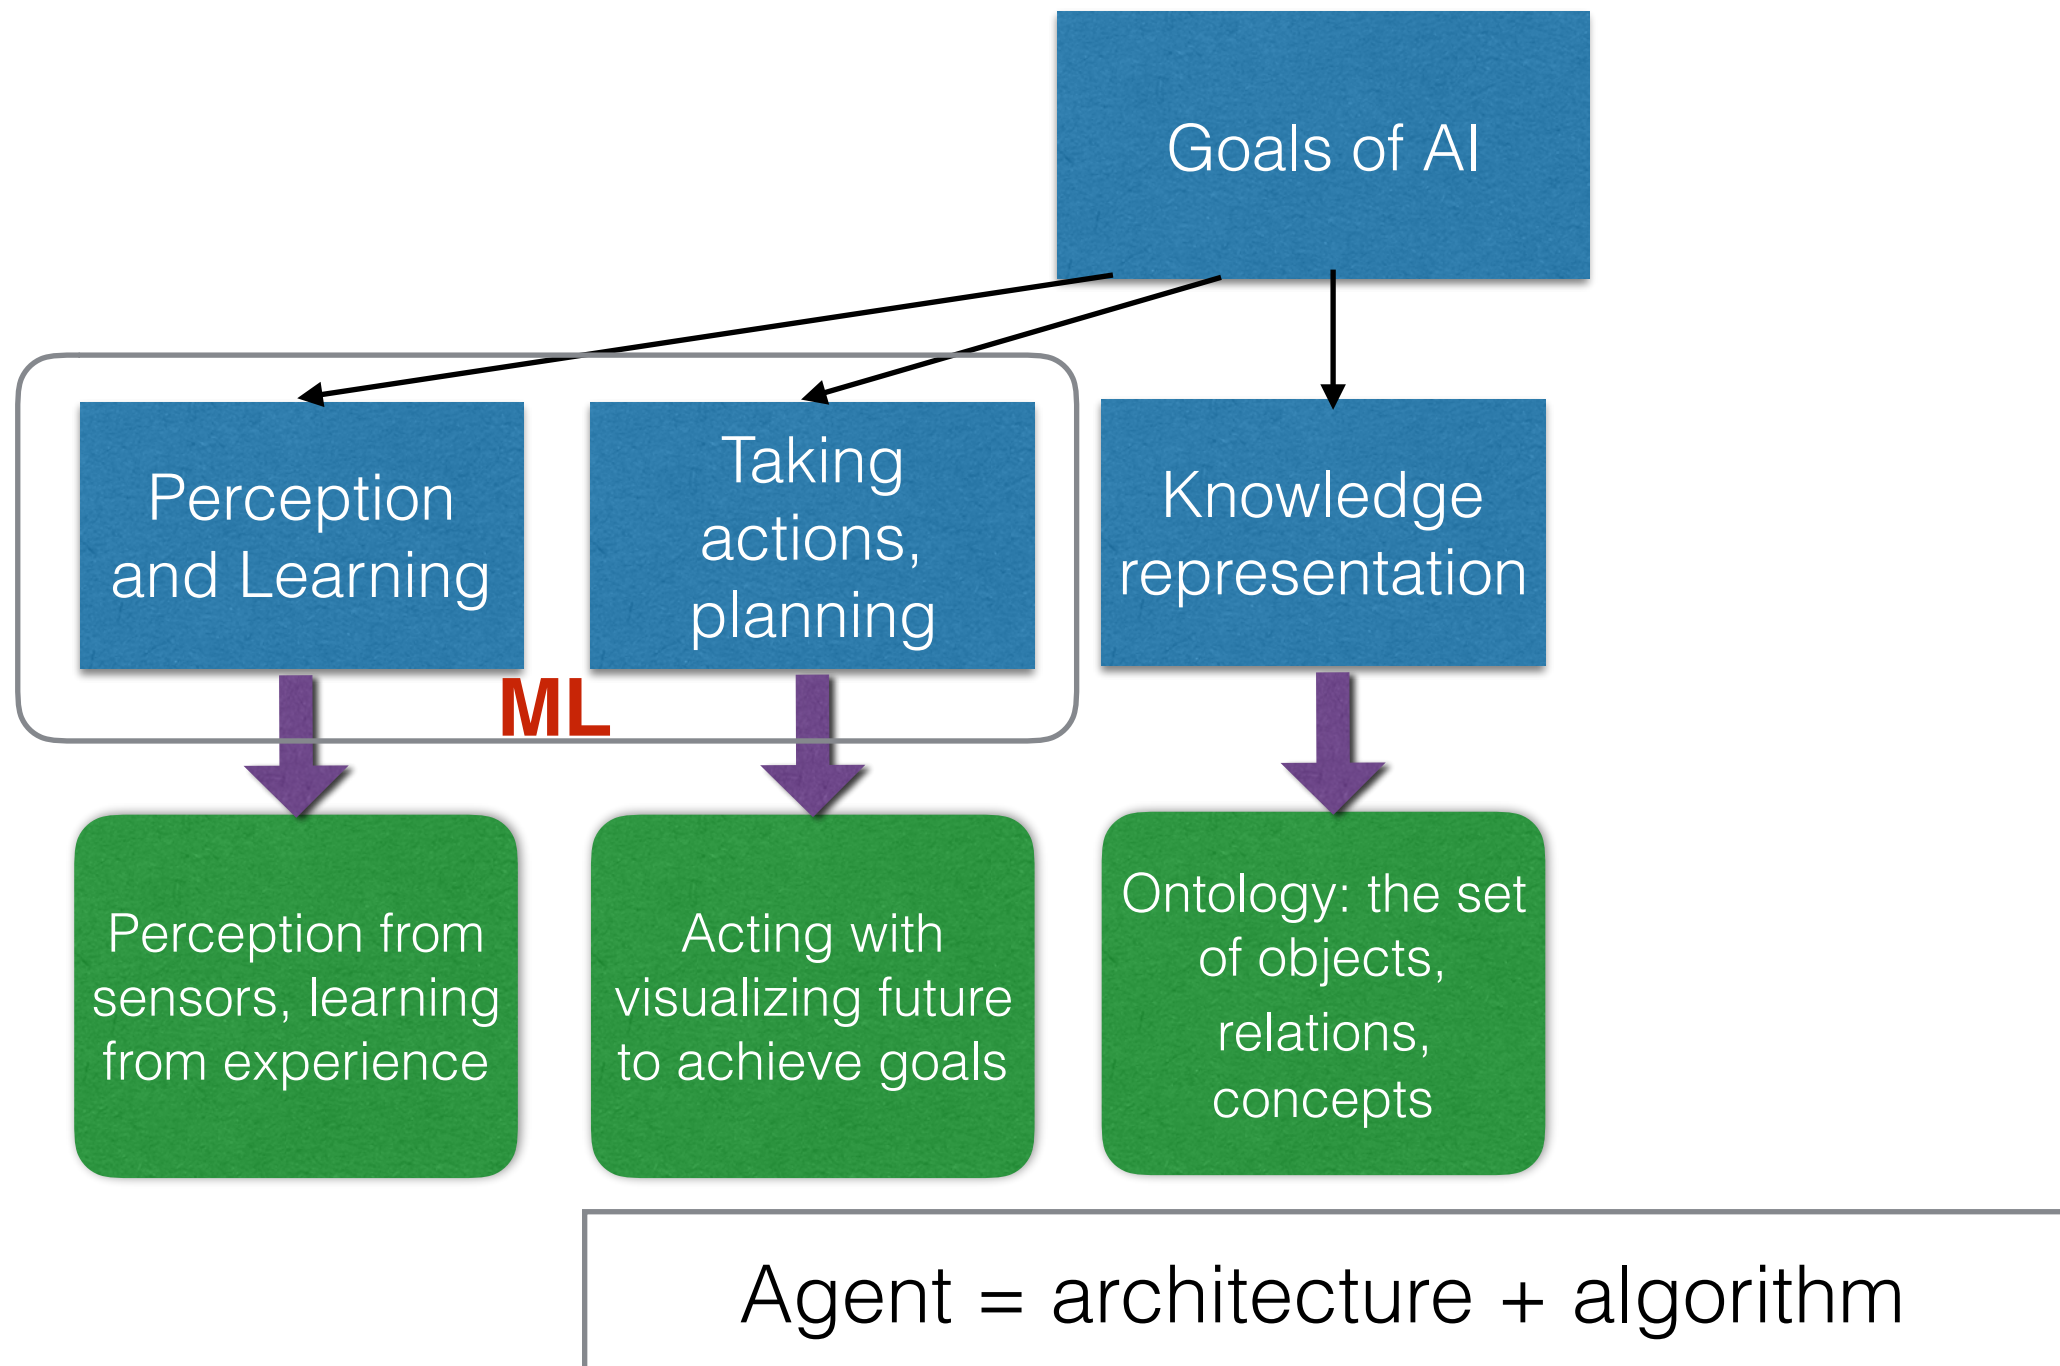 Goals of AI
Perception
and Learning
Taking
actions,
planning
Knowledge
representation
ML
Perception from
sensors, learning
from experience
Acting with
visualizing future
to achieve goals
Ontology: the set
of objects,
relations,
concepts
Agent = architecture + algorithm